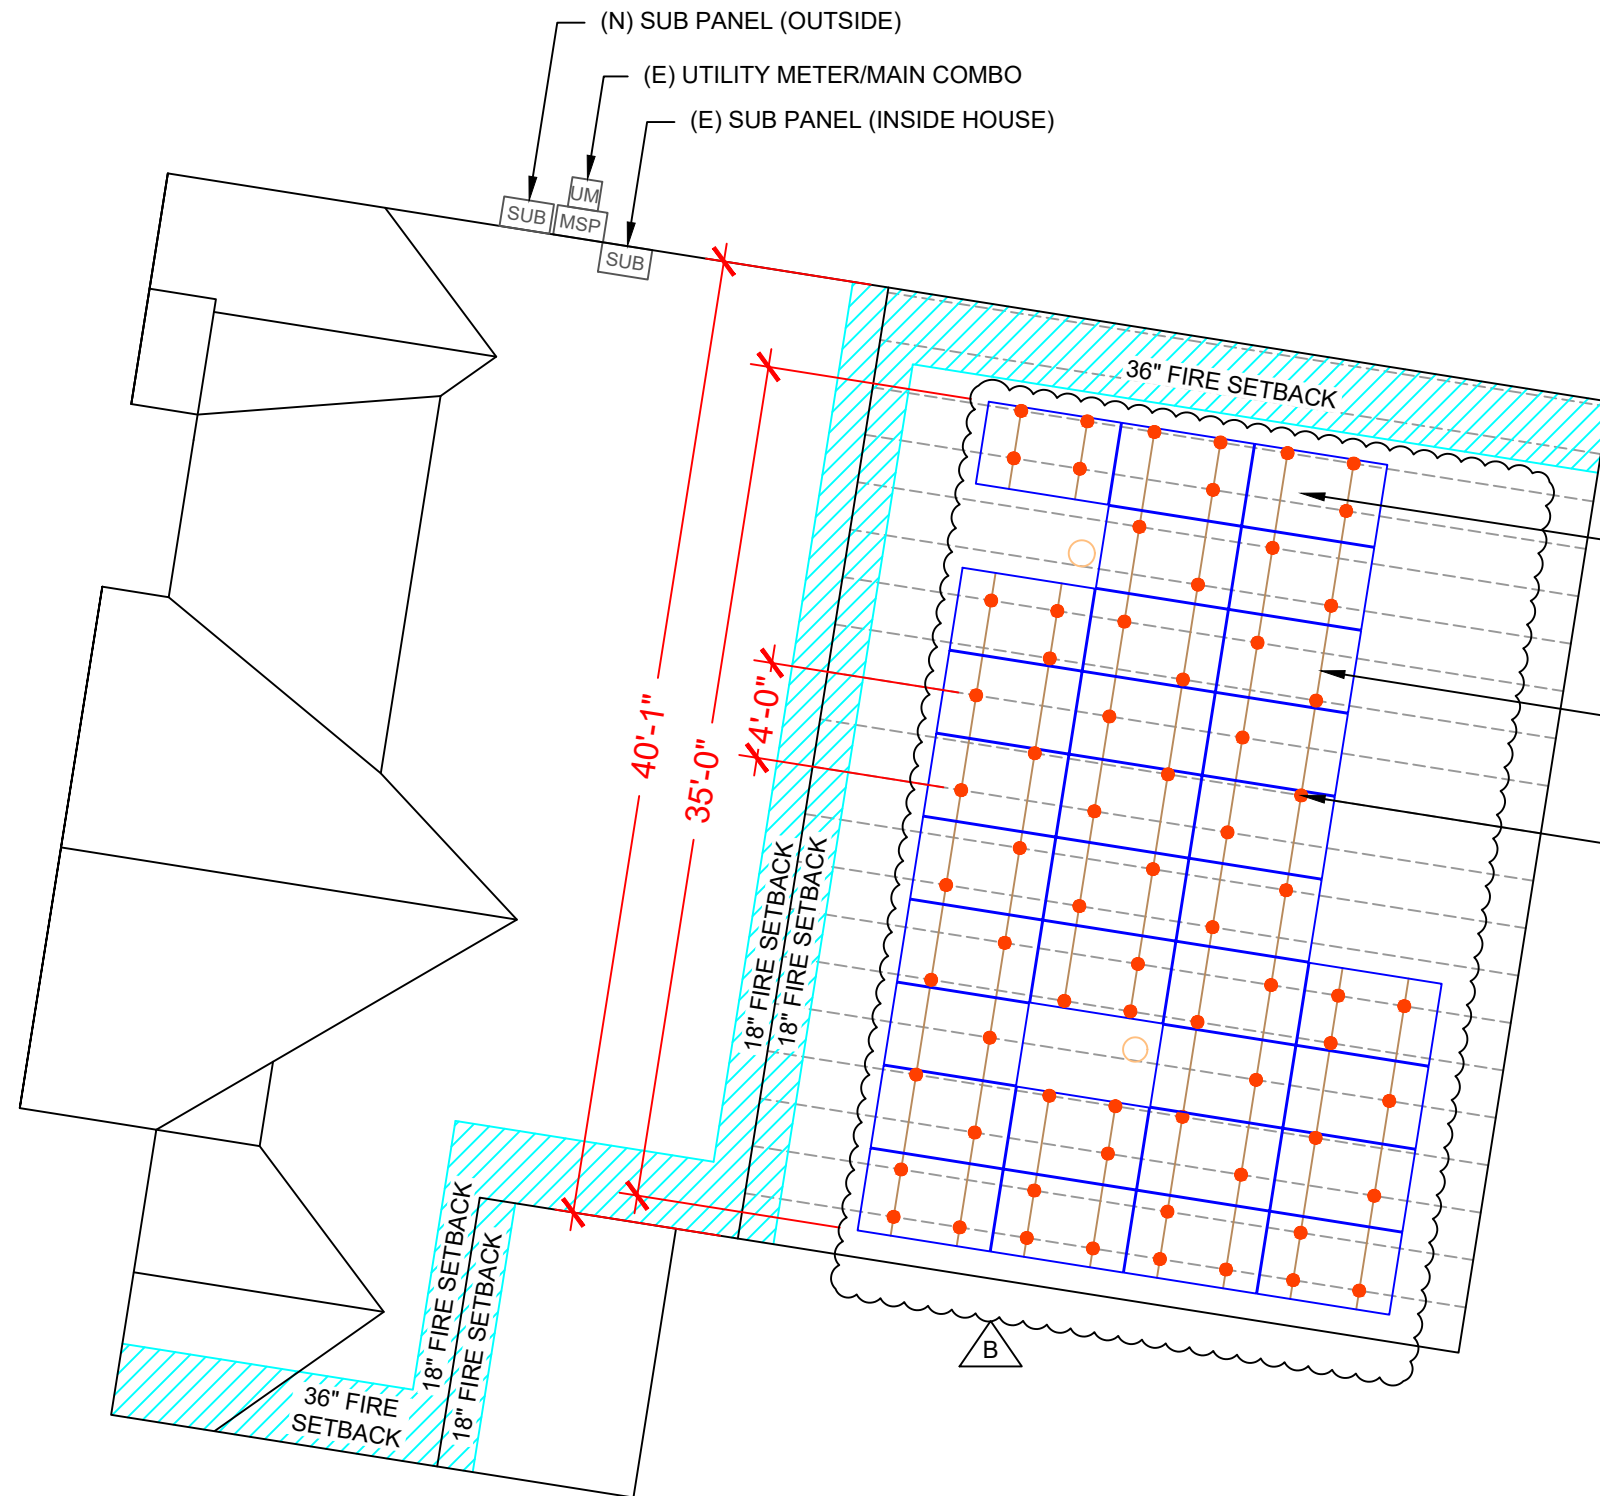 (N) SUB PANEL (OUTSIDE)
(E) UTILITY METER/MAIN COMBO
(E) SUB PANEL (INSIDE HOUSE)
UM
SUB
MSP
SUB
36" FIRE SETBACK
40'-1"
35'-0"
4'-0"
18" FIRE SETBACK
18" FIRE SETBACK
18" FIRE SETBACK
18" FIRE SETBACK
36" FIRE
SETBACK
B